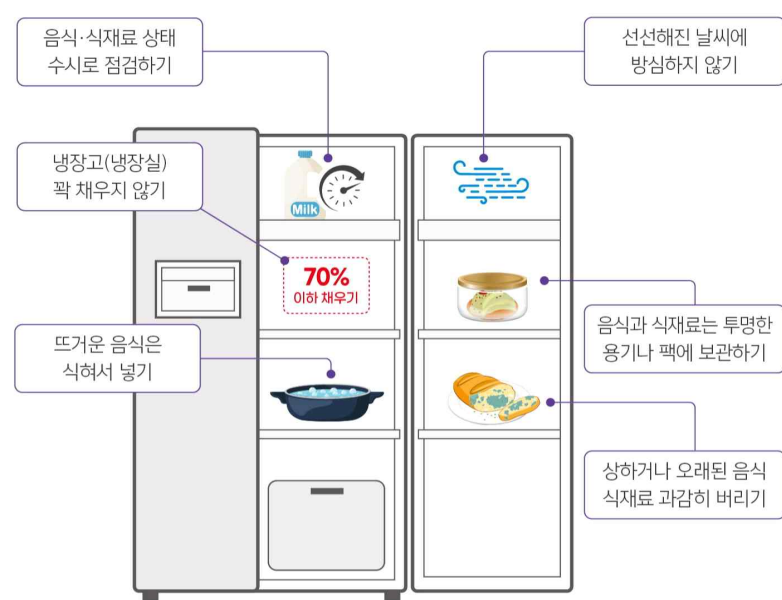 음식·식재료 상태
수시로 점검하기
선선해진 날씨에
방심하지 않기
냉장고(냉장실)
꽉 채우지 않기
Milk
70%
이하 채우기
음식과 식재료는 투명한
용기나 팩에 보관하기
뜨거운 음식은
식혀서 넣기
상하거나 오래된 음식
식재료 과감히 버리기